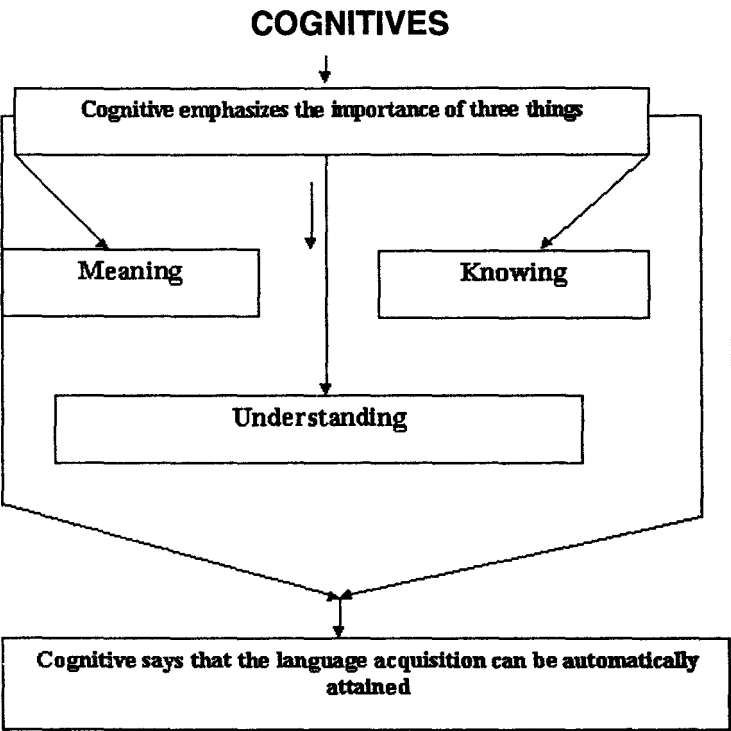 COGNITIVES
Cognitive emphasizes the importance of three things
Meaning
Knowing
Understanding
Cognitive says that the language acquisition can be automatically
attained